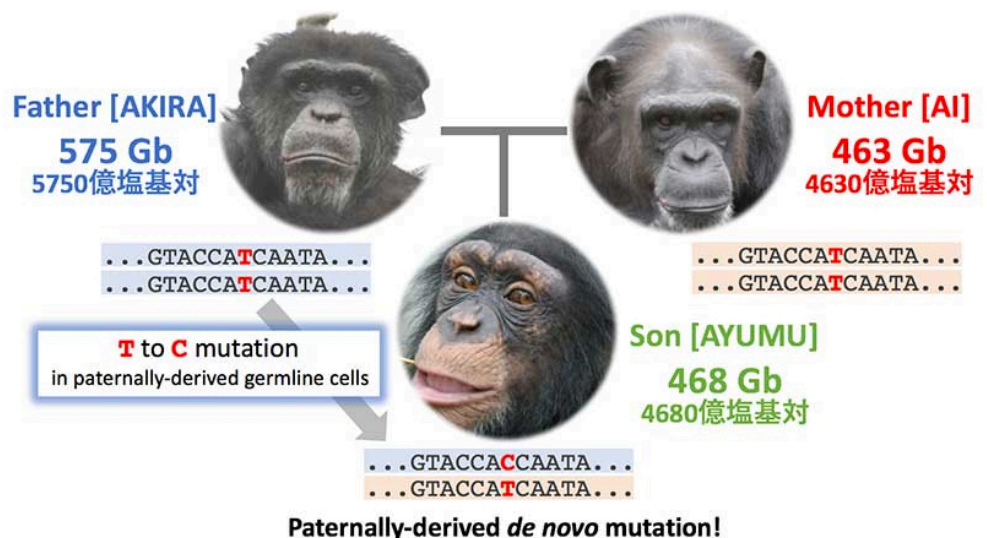 Father [AKIRA]
575 Gb
5750億塩基対
Mother [AI]
463 Gb
4630億塩基対
...GTACCATCAATA...
...GTACCATCAATA...
...GTACCATCAATA...
...GTACCATCAATA...
T to C mutation
in paternally-derived germline cells
Son [AYUMU]
468 Gb
4680億塩基対
...GTACCACCAATA...
...GTACCATCAATA...
Paternally-derived de novo mutation!